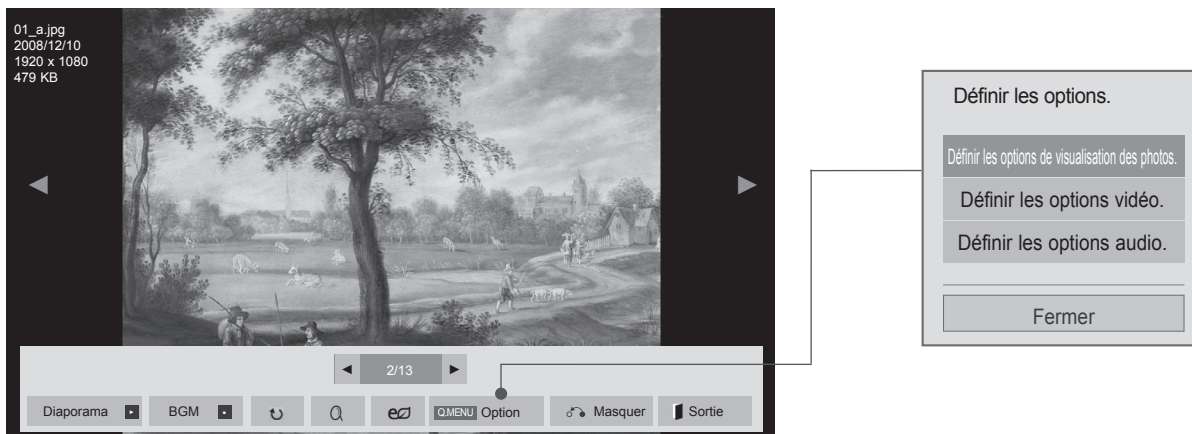 01_a.jpg
2008/12/10
1920 x 1080
479 KB
2/13
Diaporama
BGM
Q.MENU Option
Masquer
Sortie
Définir les options.
Définir les options de visualisation des photos.
Définir les options vidéo.
Définir les options audio.
Fermer